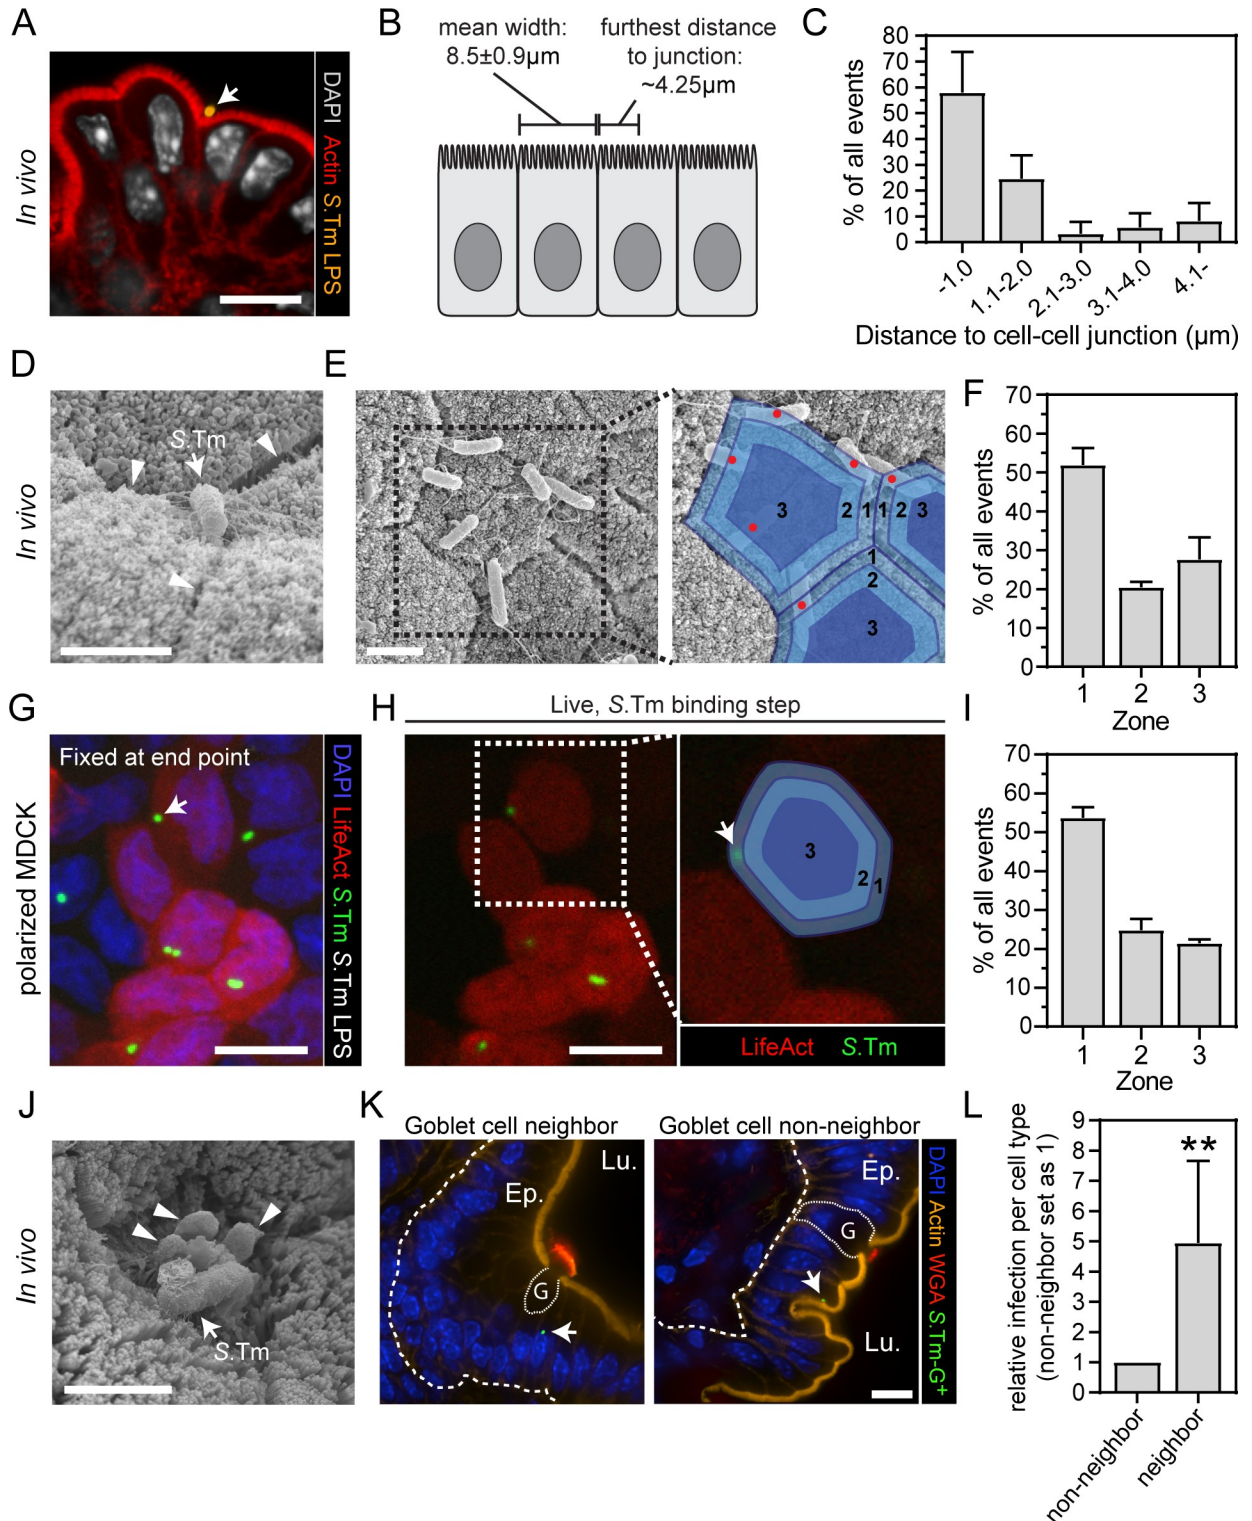 A
In vivo
DAPI Actin S.Tm LPS
B
mean width:
8.5±0.9µm
furthest distance
to junction:
~4.25µm
C
% of all events
80
70
60
50
40
30
20
10
0
-1.0
1.1-2.0
2.1-3.0
3.1-4.0
4.1-
Distance to cell-cell junction (µm)
D
In vivo
S.Tm
E
3
2
1
1
2
3
1
2
3
F
% of all events
70
60
50
40
30
20
10
0
1 2 3
Zone
G
polarized MDCK
Fixed at end point
DAPI LifeAct S.Tm S.Tm LPS
H
Live, S.Tm binding step
3
2
1
LifeAct S.Tm
I
% of all events
70
60
50
40
30
20
10
0
1 2 3
Zone
J
In vivo
S.Tm
K
Goblet cell neighbor
Lu.
Ep.
G
Goblet cell non-neighbor
Ep.
G
Lu.
DAPI Actin WGA S.Tm-G+
L
relative infection per cell type
(non-neighbor set as 1)
9
8
7
6
5
4
3
2
1
0
**
non-neighbor
neighbor